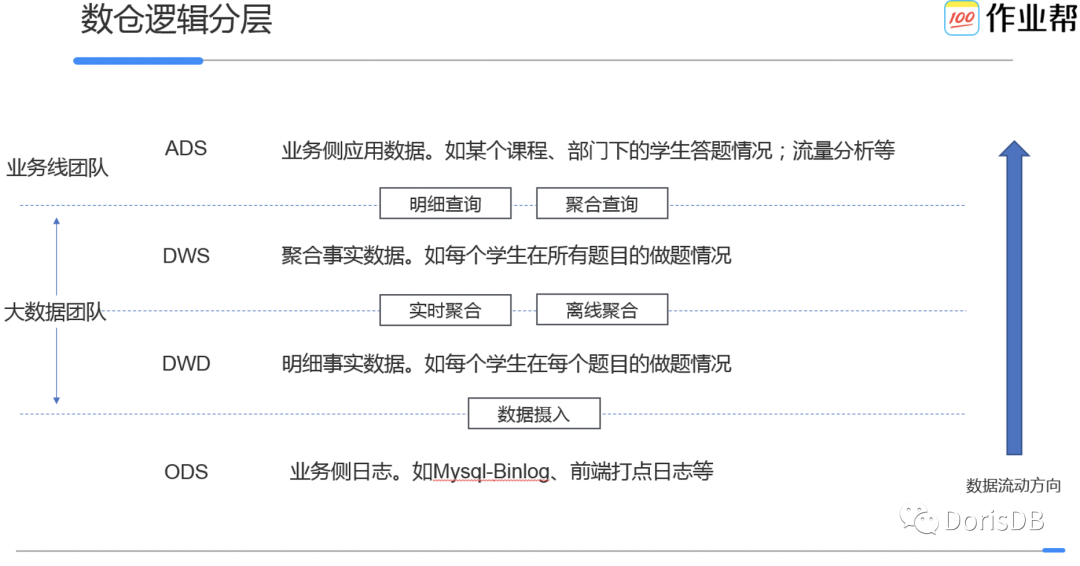 数仓逻辑分层
100 作业帮
ADS
业务侧应用数据。如某个课程、部门下的学生答题情况；流量分析等
业务线团队
明细查询
聚合查询
DWS
聚合事实数据。如每个学生在所有题目的做题情况
大数据团队
实时聚合
离线聚合
DWD
明细事实数据。如每个学生在每个题目的做题情况
数据摄入
ODS
业务侧日志。如Mysql-Binlog、前端打点日志等
数据流动方向
DorisDB